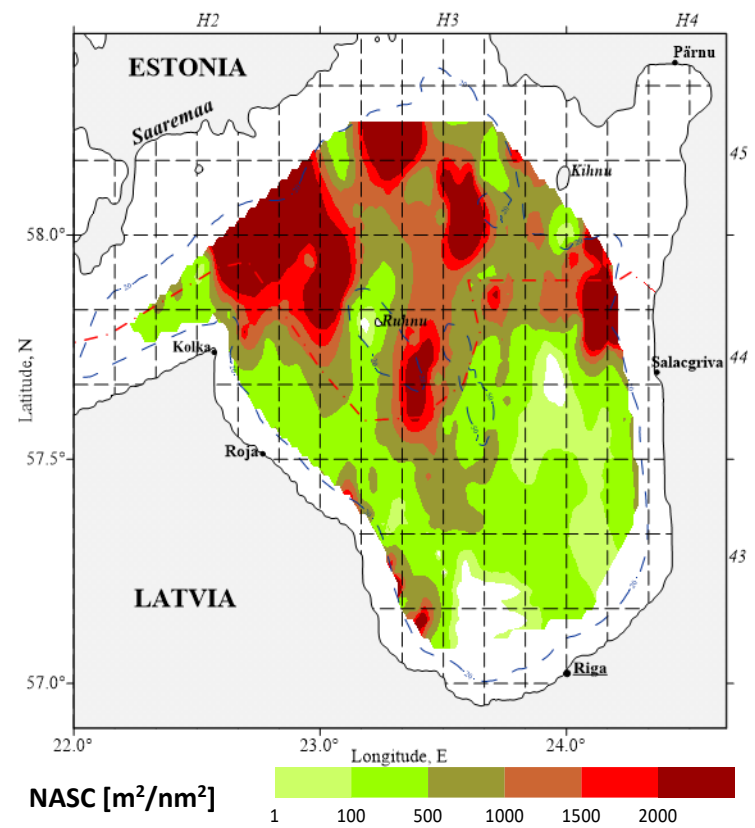 H2 H3 H4
Pärnu
ESTONIA
Saaremaa
45
Kihnu
58.0°
Ruhnu
Kolka
44
Salacgriva
Latitude, N
57.5°
Roja
43
LATVIA
Riga
57.0°
22.0° 23.0° 24.0°
Longitude, E
NASC [m²/nm²]
1 100 500 1000 1500 2000